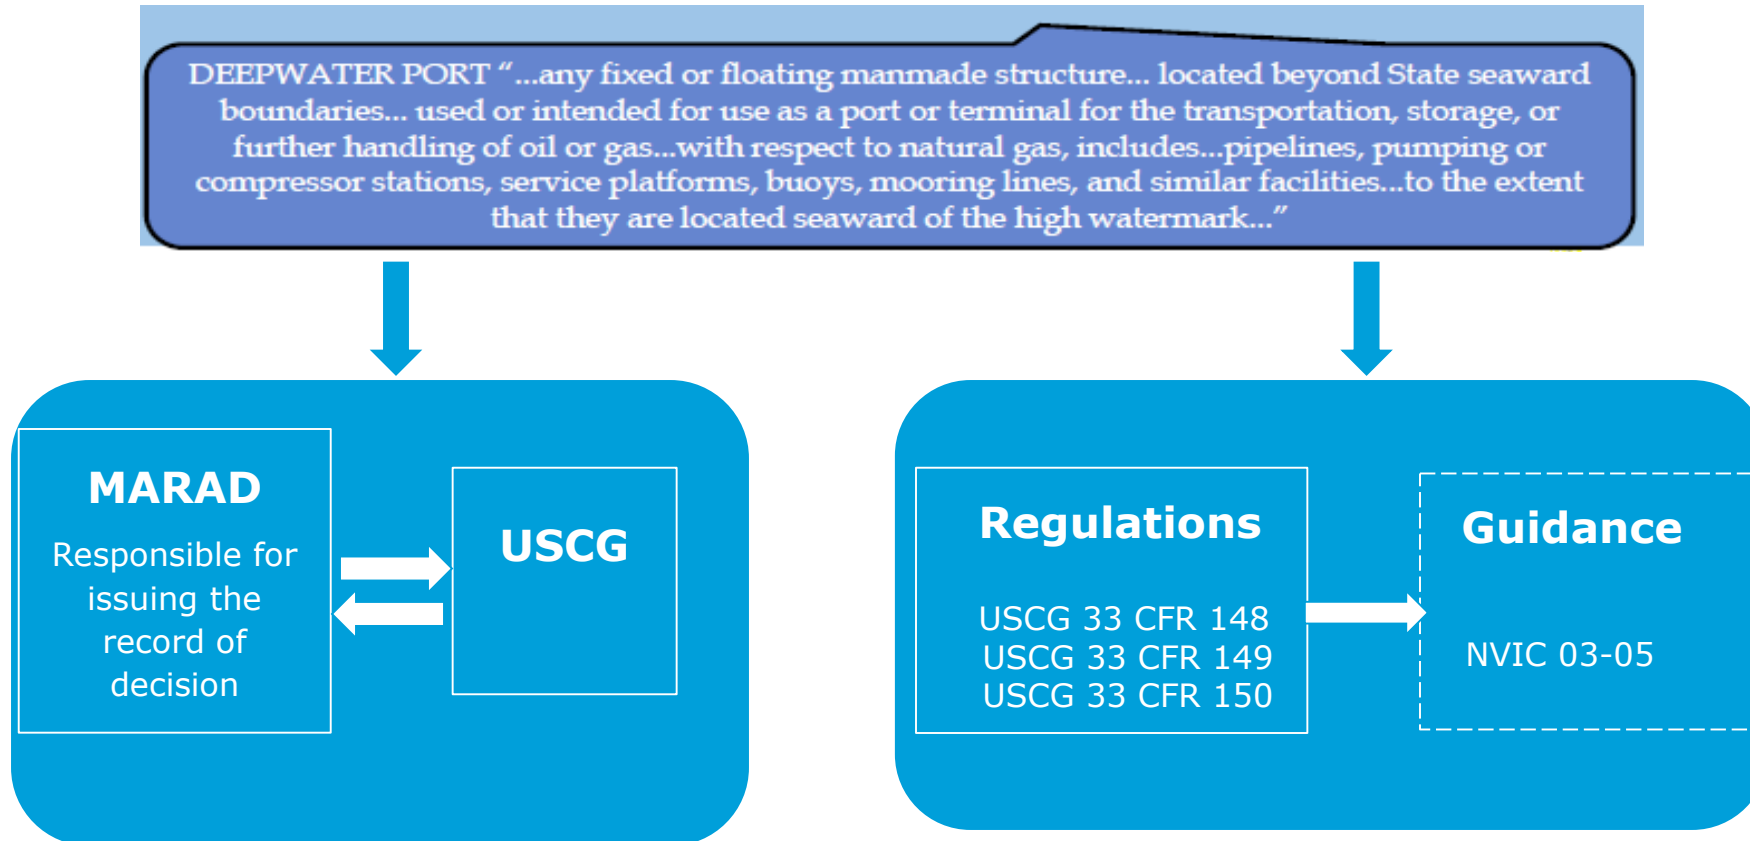 DEEPWATER PORT “...any fixed or floating manmade structure... located beyond State seaward
boundaries... used or intended for use as a port or terminal for the transportation, storage, or
further handling of oil or gas...with respect to natural gas, includes...pipelines, pumping or
compressor stations, service platforms, buoys, mooring lines, and similar facilities...to the extent
that they are located seaward of the high watermark...”
MARAD
Responsible for
issuing the
record of
decision
USCG
Regulations
USCG 33 CFR 148
USCG 33 CFR 149
USCG 33 CFR 150
Guidance
NVIC 03-05